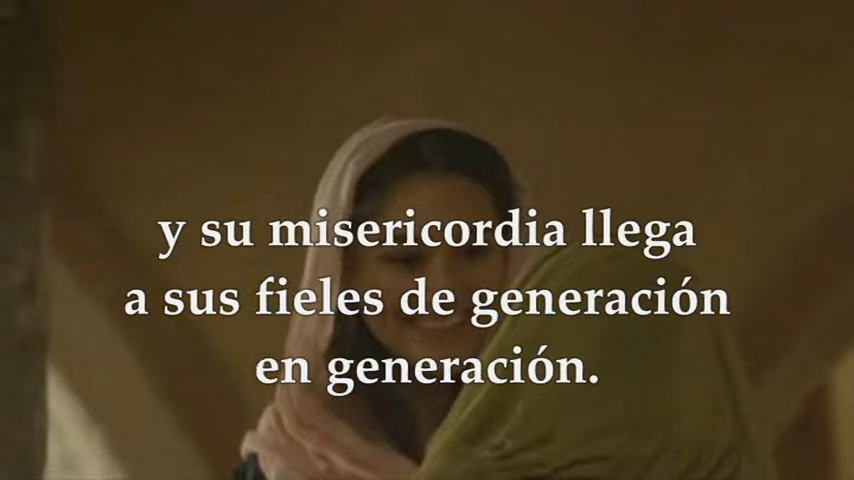 y su misericordia llega
a sus fieles de generación
en generación.